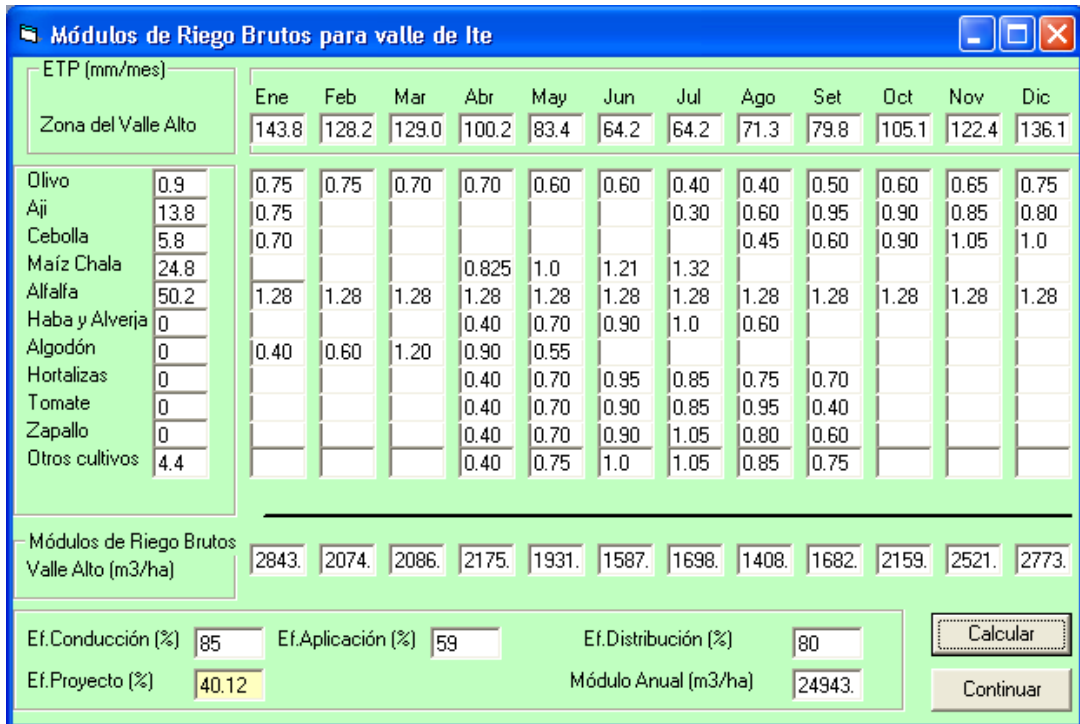 Módulos de Riego Brutos para valle de Ite
ETP (mm/mes)
Ene Feb Mar Abr May Jun Jul Ago Set Oct Nov Dic
Zona del Valle Alto 143.8 128.2 129.0 100.2 83.4 64.2 64.2 71.3 79.8 105.1 122.4 136.1
Olivo 0.9 0.75 0.75 0.70 0.70 0.60 0.60 0.40 0.40 0.50 0.60 0.65 0.75
Aji 13.8 0.75 0.30 0.60 0.95 0.90 0.85 0.80
Cebolla 5.8 0.70 0.45 0.60 0.90 1.05 1.0
Maíz Chala 24.8 0.825 1.0 1.21 1.32
Alfalfa 50.2 1.28 1.28 1.28 1.28 1.28 1.28 1.28 1.28 1.28 1.28 1.28 1.28
Haba y Alverja 0 0.40 0.70 0.90 1.0 0.60
Algodón 0 0.40 0.60 1.20 0.90 0.55
Hortalizas 0 0.40 0.70 0.95 0.85 0.75 0.70
Tomate 0 0.40 0.70 0.90 0.85 0.95 0.40
Zapallo 0 0.40 0.70 0.90 1.05 0.80 0.60
Otros cultivos 4.4 0.40 0.75 1.0 1.05 0.85 0.75
Módulos de Riego Brutos
Valle Alto (m3/ha) 2843. 2074. 2086. 2175. 1931. 1587. 1698. 1408. 1682. 2159. 2521. 2773.
Ef.Conducción (%) 85 Ef.Aplicación (%) 59 Ef.Distribución (%) 80 Calcular
Ef.Proyecto (%) 40.12 Módulo Anual (m3/ha) 24943. Continuar